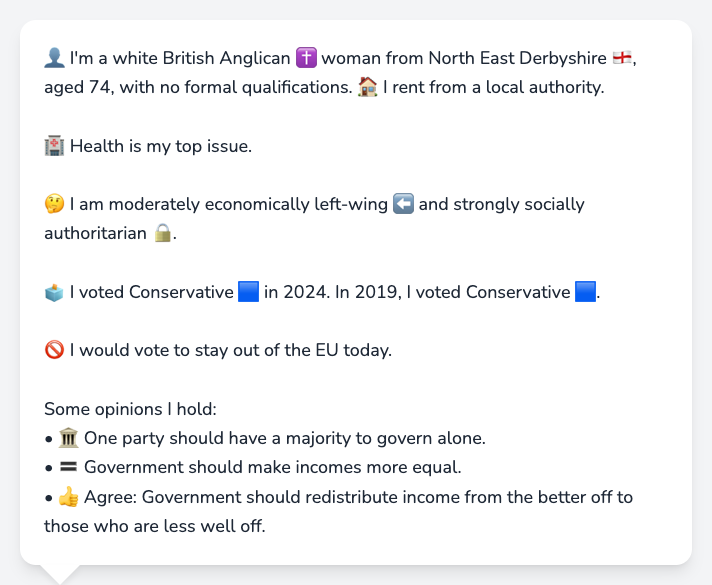 👤 I'm a white British Anglican ✝️ woman from North East Derbyshire 🏴󠁧󠁢󠁥󠁮󠁧󠁿,
aged 74, with no formal qualifications. 🏠 I rent from a local authority.
🏥 Health is my top issue.
🤔 I am moderately economically left-wing ⬅️ and strongly socially
authoritarian 🔒.
🗳️ I voted Conservative 🟦 in 2024. In 2019, I voted Conservative 🟦.
🚫 I would vote to stay out of the EU today.
Some opinions I hold:
• 🏛️ One party should have a majority to govern alone.
• 🟰 Government should make incomes more equal.
• 👍 Agree: Government should redistribute income from the better off to
those who are less well off.